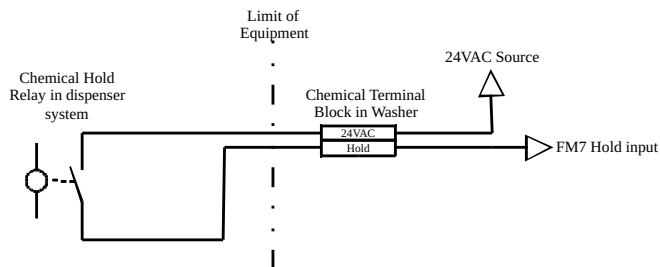 Limit of
Equipment
24VAC Source
Chemical Hold
Relay in dispenser
system
Chemical Terminal
Block in Washer
24VAC
Hold
FM7 Hold input